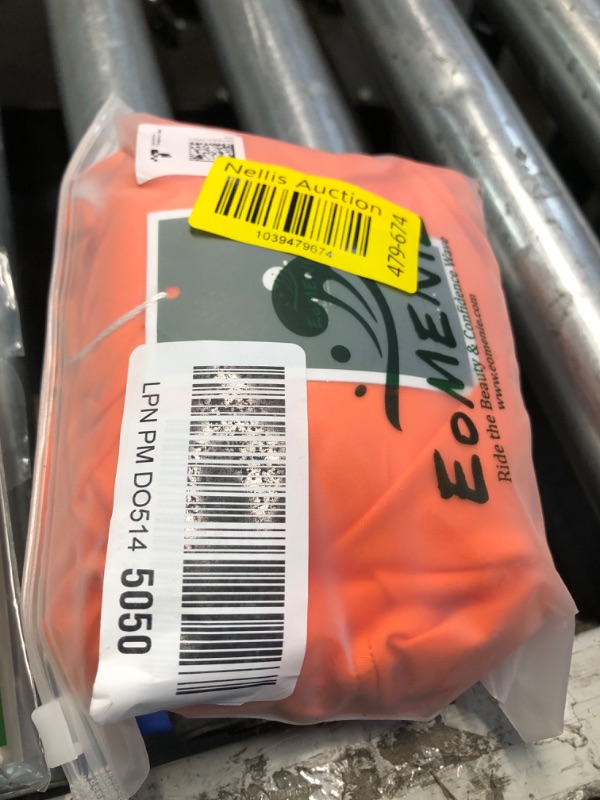 Nellis Auction
1039479674
479-674
EOMENIE
Ride the Beauty & Confidence Wave
www.eomenie.com
LPN PM DO514 5050